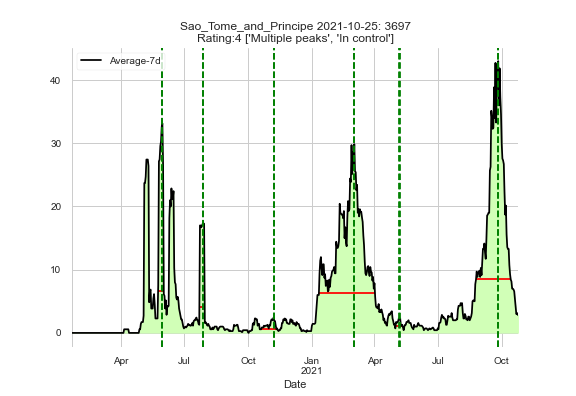 Sao_Tome_and_Principe 2021-10-25: 3697
Rating:4 ['Multiple peaks', 'In control']
Average-7d
40
30
20
10
0
Apr Jul Oct Jan Apr Jul Oct
2021
Date